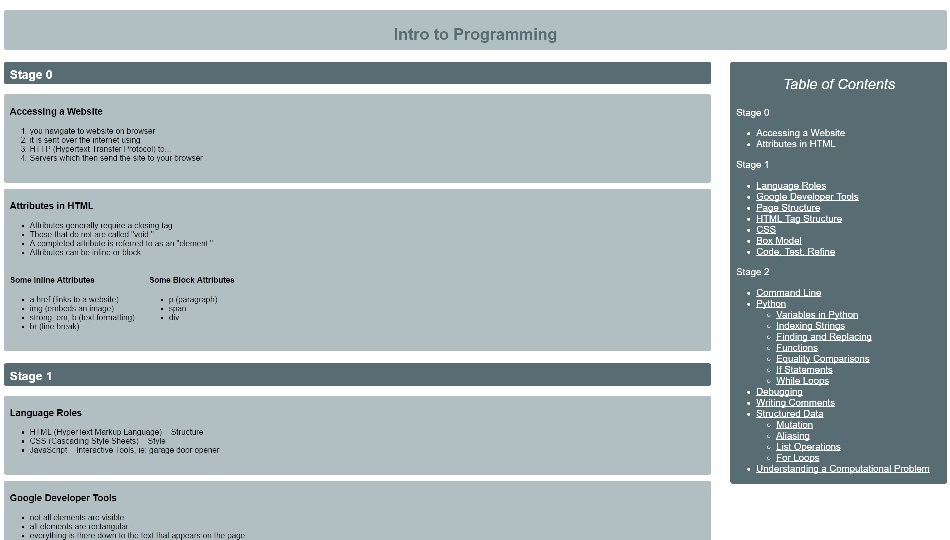 Intro to Programming
Stage 0
Accessing a Website
1. you navigate to website on browser
2. it is sent over the internet using
3. HTTP (Hypertext Transfer Protocol) to...
4. Servers which then send the site to your browser
Attributes in HTML
Attributes generally require a closing tag
Those that do not are called "void."
A completed attribute is referred to as an "element."
Attributes can be inline or block
Some Inline Attributes
a href (links to a website)
img (embeds an image)
strong, em, b (text formatting)
br (line break)
Some Block Attributes
p (paragraph)
span
div
Stage 1
Language Roles
HTML (HyperText Markup Language) -- Structure
CSS (Cascading Style Sheets) -- Style
JavaScript -- Interactive Tools, ie: garage door opener
Google Developer Tools
not all elements are visible
all elements are rectangular
everything is there down to the text that appears on the page
Table of Contents
Stage 0
Accessing a Website
Attributes in HTML
Stage 1
Language Roles
Google Developer Tools
Page Structure
HTML Tag Structure
CSS
Box Model
Code, Test, Refine
Stage 2
Command Line
Python
Variables in Python
Indexing Strings
Finding and Replacing
Functions
Equality Comparisons
If Statements
While Loops
Debugging
Writing Comments
Structured Data
Mutation
Aliasing
List Operations
For Loops
Understanding a Computational Problem